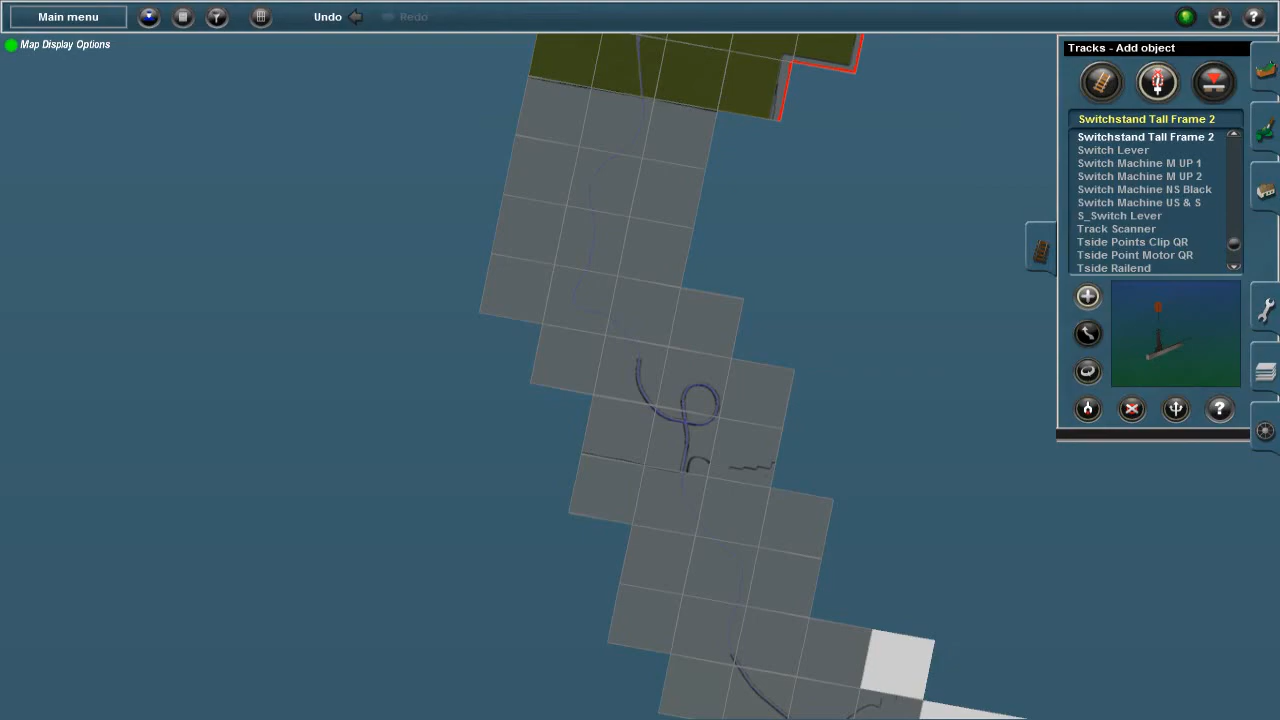 Main menu
Undo
Redo
Map Display Options
Tracks - Add object
Switchstand Tall Frame 2
Switchstand Tall Frame 2
Switch Lever
Switch Machine M UP 1
Switch Machine M UP 2
Switch Machine NS Black
Switch Machine US & S
S_Switch Lever
Track Scanner
Tside Points Clip QR
Tside Point Motor QR
Tside Railend